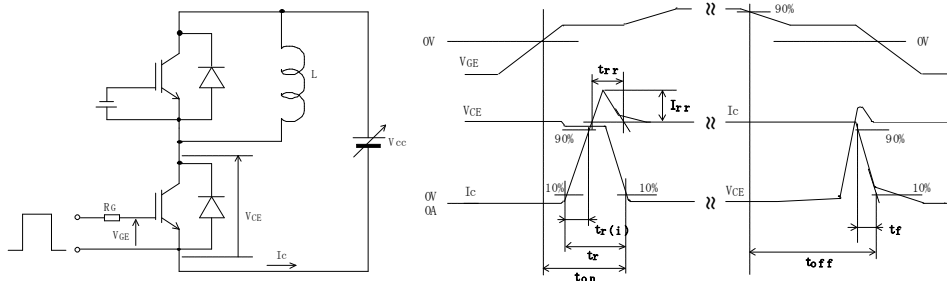 L
Vcc
RG
VGE
VCE
Ic
0V
VGE
trr
Irr
VCE
90%
Ic
10%
10%
0V
0A
tr(i)
tr
ton
90%
0V
Ic
90%
VCE
10%
tf
toff